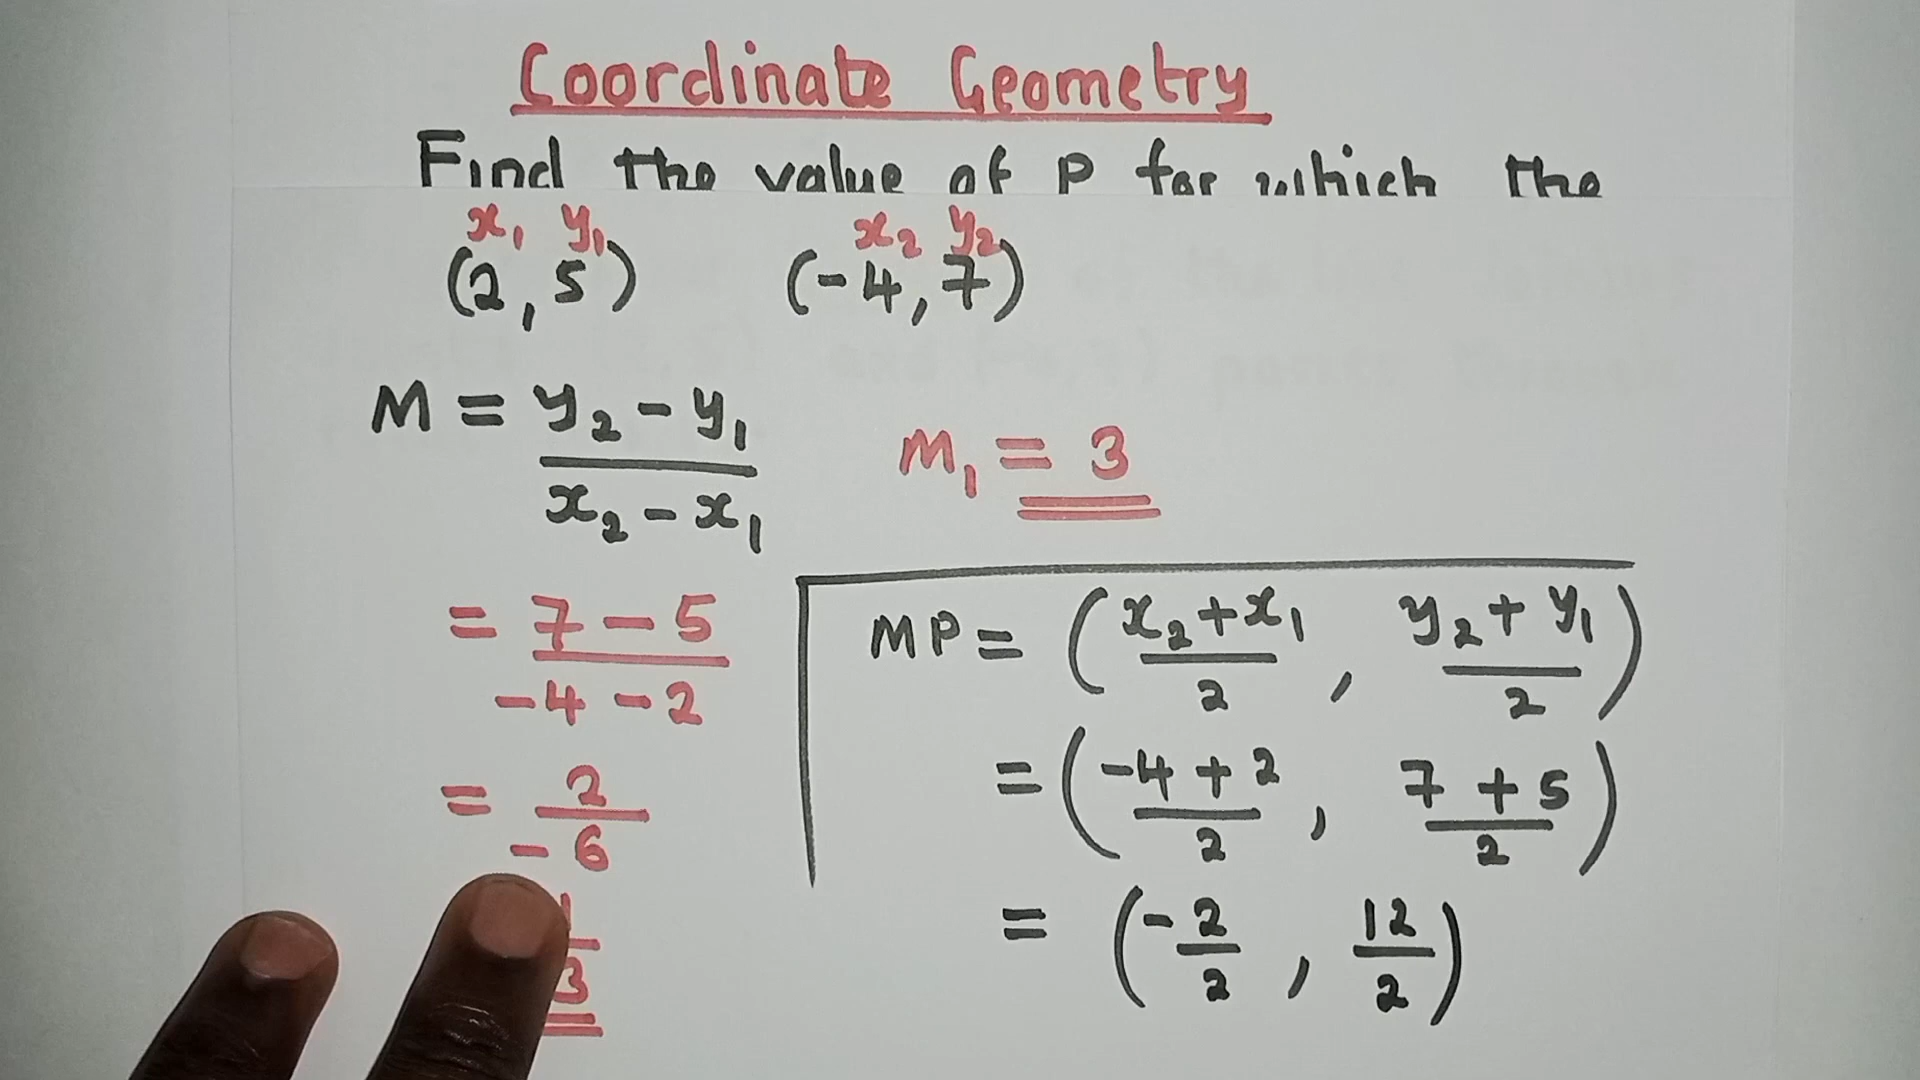 Coordinate Geometry
Find the value of P for which the
x₁ y₁ x₂ y₂
(2, 5) (-4, 7)
M = y₂ - y₁ / x₂ - x₁
M₁ = 3
= 7 - 5 / -4 - 2
= 2 / -6
3
MP = (x₂ + x₁ / 2 , y₂ + y₁ / 2)
= (-4 + 2 / 2 , 7 + 5 / 2)
= (-2/2 , 12/2)